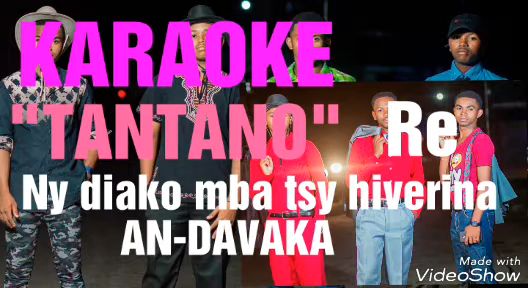 KARAOKE
"TANTANO" Re
Ny diako mba tsy hiverina
AN-DAVAKA
Made with
VideoShow